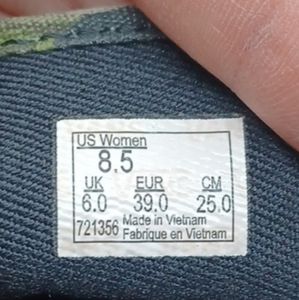 US Women
8.5
UK EUR CM
6.0 39.0 25.0
721356 Made in Vietnam
Fabrique en Vietnam